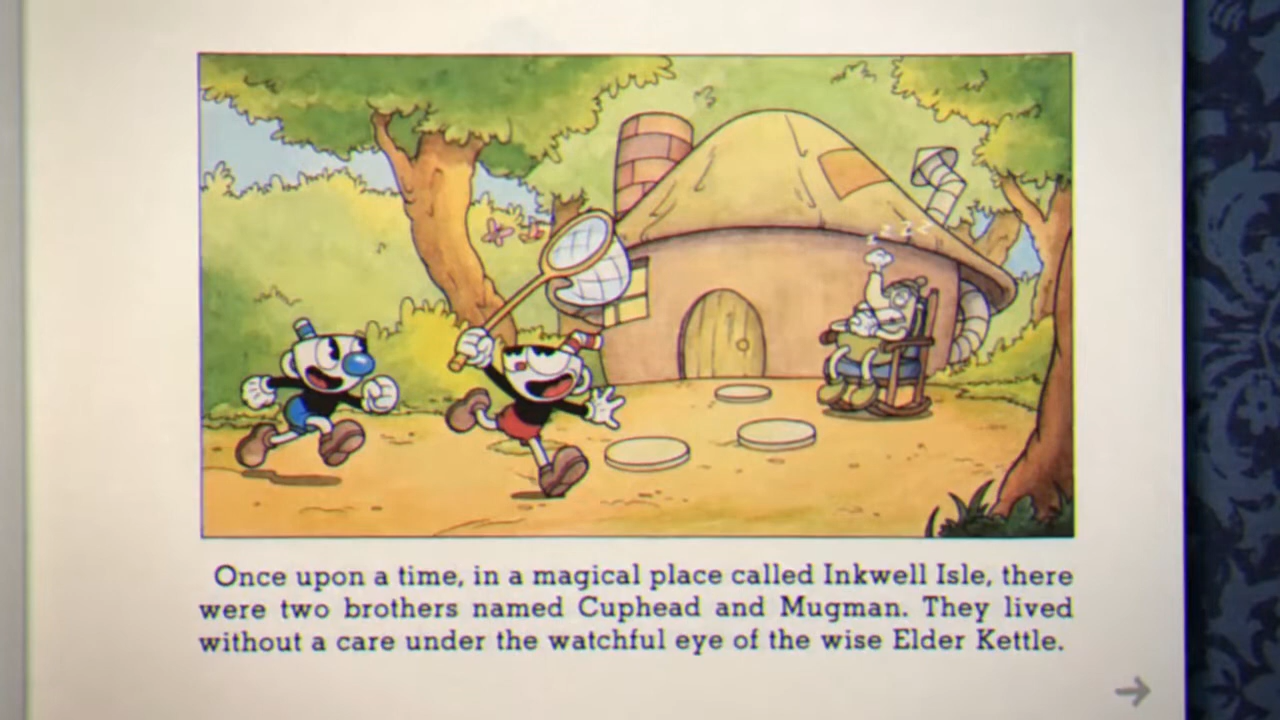 z z z z
Once upon a time, in a magical place called Inkwell Isle, there
were two brothers named Cuphead and Mugman. They lived
without a care under the watchful eye of the wise Elder Kettle.